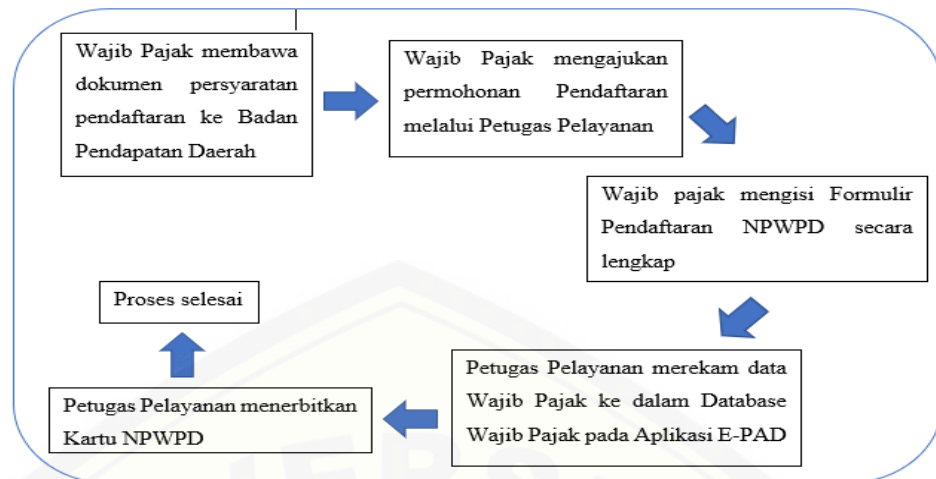 Wajib Pajak membawa
dokumen persyaratan
pendaftaran ke Badan
Pendapatan Daerah
Wajib Pajak mengajukan
permohonan Pendaftaran
melalui Petugas Pelayanan
Wajib pajak mengisi Formulir
Pendaftaran NPWPD secara
lengkap
Petugas Pelayanan merekam data
Wajib Pajak ke dalam Database
Wajib Pajak pada Aplikasi E-PAD
Petugas Pelayanan menerbitkan
Kartu NPWPD
Proses selesai